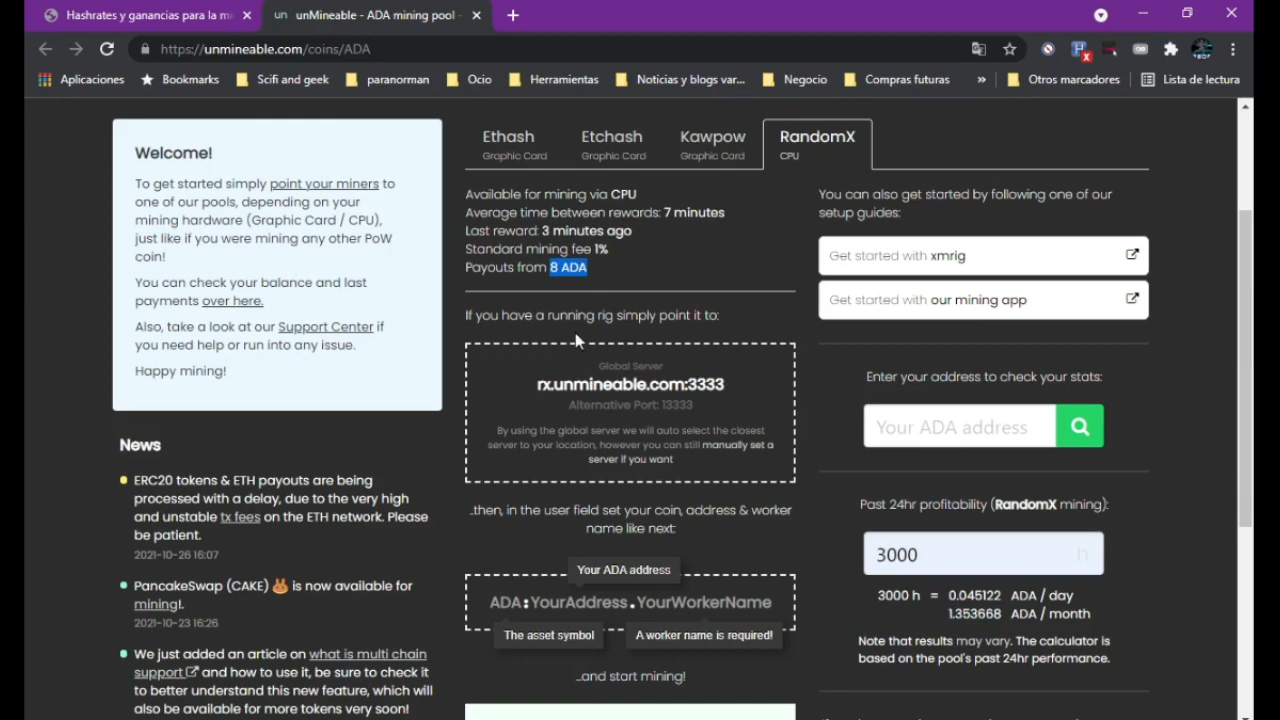 Hashrates y ganancias para la mi
unMineable - ADA mining pool -
https://unmineable.com/coins/ADA
Aplicaciones
Bookmarks
Scifi and geek
paranorman
Ocio
Herramientas
Noticias y blogs var...
Negocio
Compras futuras
»
Otros marcadores
Lista de lectura
Welcome!
To get started simply point your miners to
one of our pools, depending on your
mining hardware (Graphic Card / CPU),
just like if you were mining any other PoW
coin!
You can check your balance and last
payments over here.
Also, take a look at our Support Center if
you need help or run into any issue.
Happy mining!
News
ERC20 tokens & ETH payouts are being
processed with a delay, due to the very high
and unstable tx fees on the ETH network. Please
be patient.
2021-10-26 16:07
PancakeSwap (CAKE) 🥞 is now available for
mining!.
2021-10-23 16:26
We just added an article on what is multi chain
support and how to use it, be sure to check it
to better understand this new feature, which will
also be available for more tokens very soon!
Ethash
Graphic Card
Etchash
Graphic Card
Kawpow
Graphic Card
RandomX
CPU
Available for mining via CPU
Average time between rewards: 7 minutes
Last reward: 3 minutes ago
Standard mining fee 1%
Payouts from 8 ADA
If you have a running rig simply point it to:
Global Server
rx.unmineable.com:3333
Alternative Port: 13333
By using the global server we will auto select the closest
server to your location, however you can still manually set a
server if you want
..then, in the user field set your coin, address & worker
name like next:
Your ADA address
ADA:YourAddress.YourWorkerName
The asset symbol
A worker name is required!
..and start mining!
You can also get started by following one of our
setup guides:
Get started with xmrig
Get started with our mining app
Enter your address to check your stats:
Your ADA address
Past 24hr profitability (RandomX mining):
3000 h
3000 h = 0.045122 ADA / day
1.353668 ADA / month
Note that results may vary. The calculator is
based on the pool's past 24hr performance.